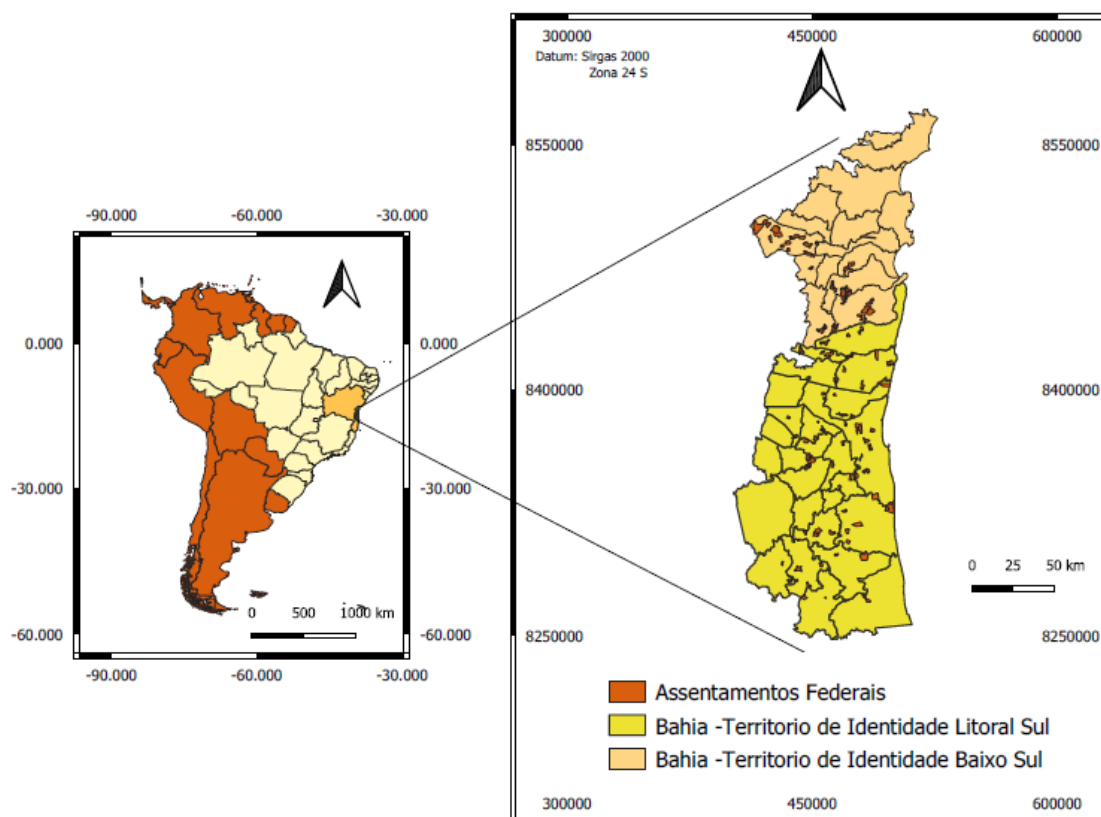 300000 450000 600000
Datum: Sirgas 2000
Zona 24 S
8550000 8550000
-90.000 -60.000 -30.000
0.000 0.000
8400000 8400000
-30.000 -30.000
0 25 50 km
0 500 1000 km
-60.000 -60.000
8250000 8250000
-90.000 -60.000 -30.000
Assentamentos Federais
Bahia -Territorio de Identidade Litoral Sul
Bahia -Territorio de Identidade Baixo Sul
300000 450000 600000